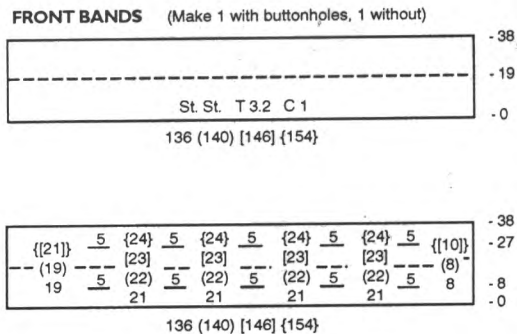 FRONT BANDS (Make 1 with buttonholes, 1 without)
- 38
- 19
St. St. T 3.2 C 1
- 0
136 (140) [146] {154}
- 38
5 {24} 5 {24} 5 {24} 5 {24} 5 - 27
{[21]} [23] [23] [23] [23] {[10]}
(19) (22) (22) (22) (22) (8)
19 5 5 5 5 5 8 - 8
21 21 21 21 - 0
136 (140) [146] {154}